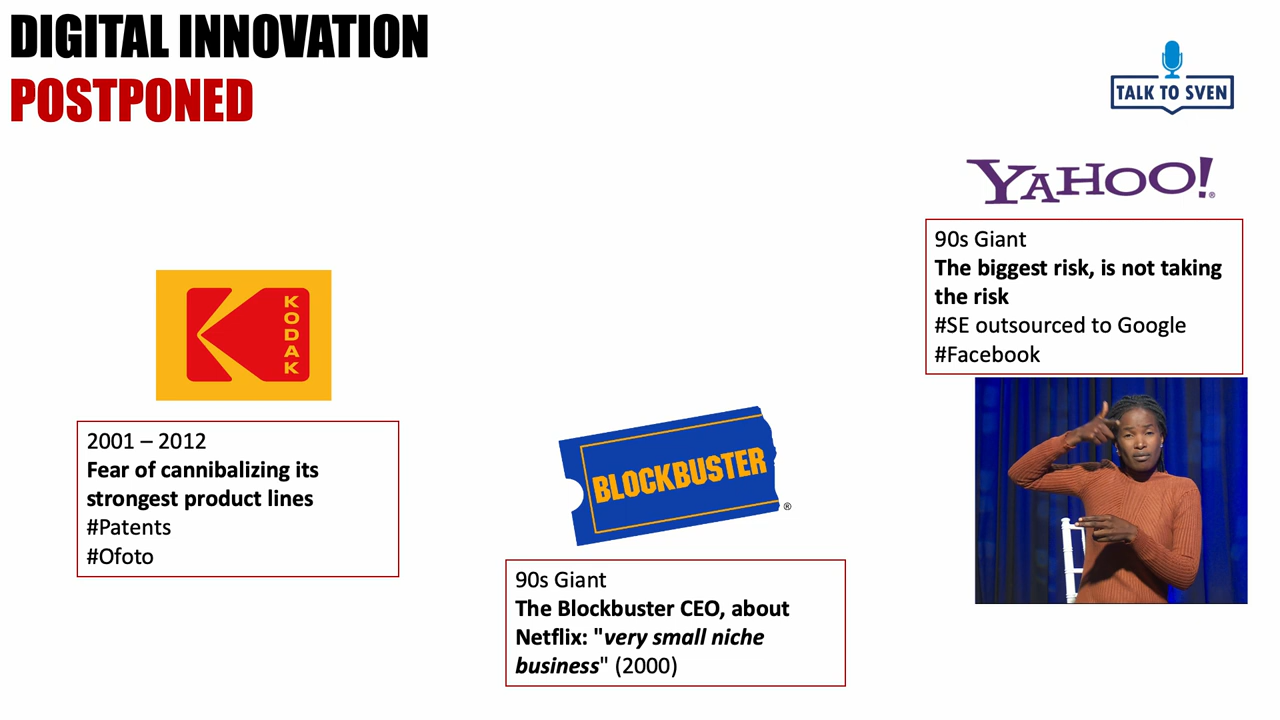 DIGITAL INNOVATION
POSTPONED
TALK TO SVEN
YAHOO!
90s Giant
The biggest risk, is not taking
the risk
#SE outsourced to Google
#Facebook
KODAK
2001 – 2012
Fear of cannibalizing its
strongest product lines
#Patents
#Ofoto
BLOCKBUSTER
90s Giant
The Blockbuster CEO, about
Netflix: "very small niche
business" (2000)